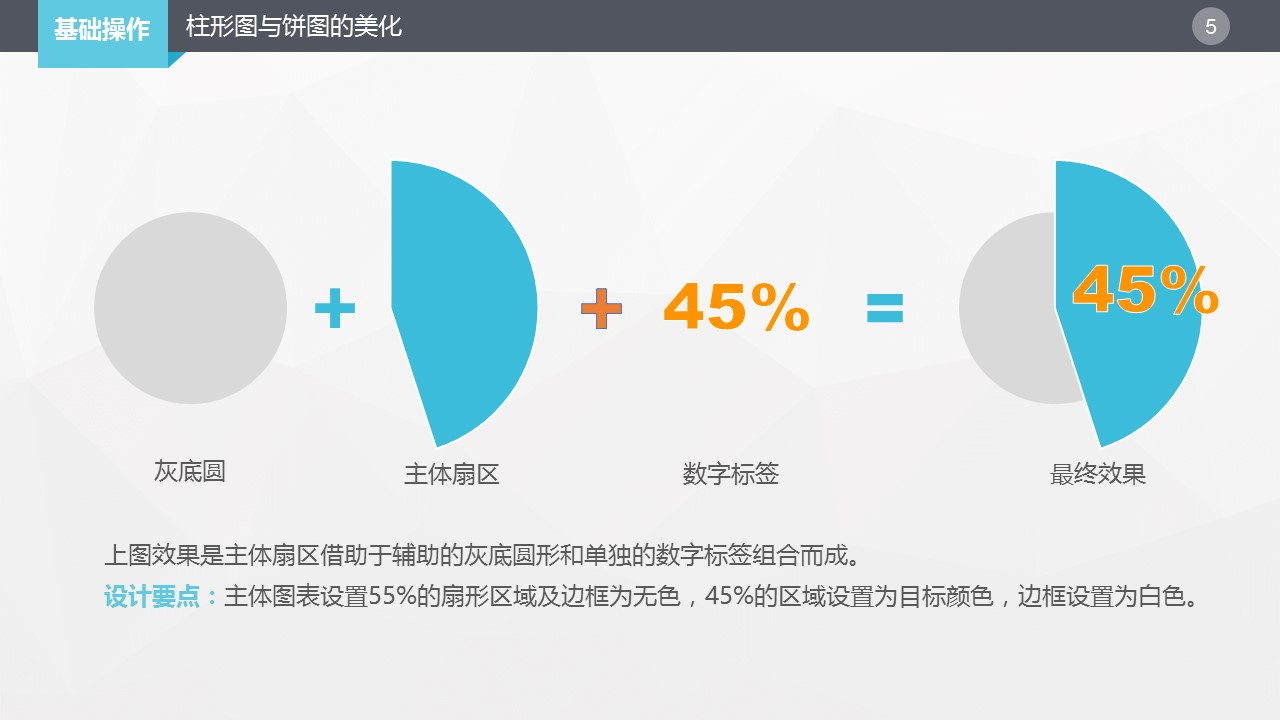 基础操作
柱形图与饼图的美化
5
45%
45%
灰底圆
主体扇区
数字标签
最终效果
上图效果是主体扇区借助于辅助的灰底圆形和单独的数字标签组合而成。
设计要点：主体图表设置55%的扇形区域及边框为无色，45%的区域设置为目标颜色，边框设置为白色。